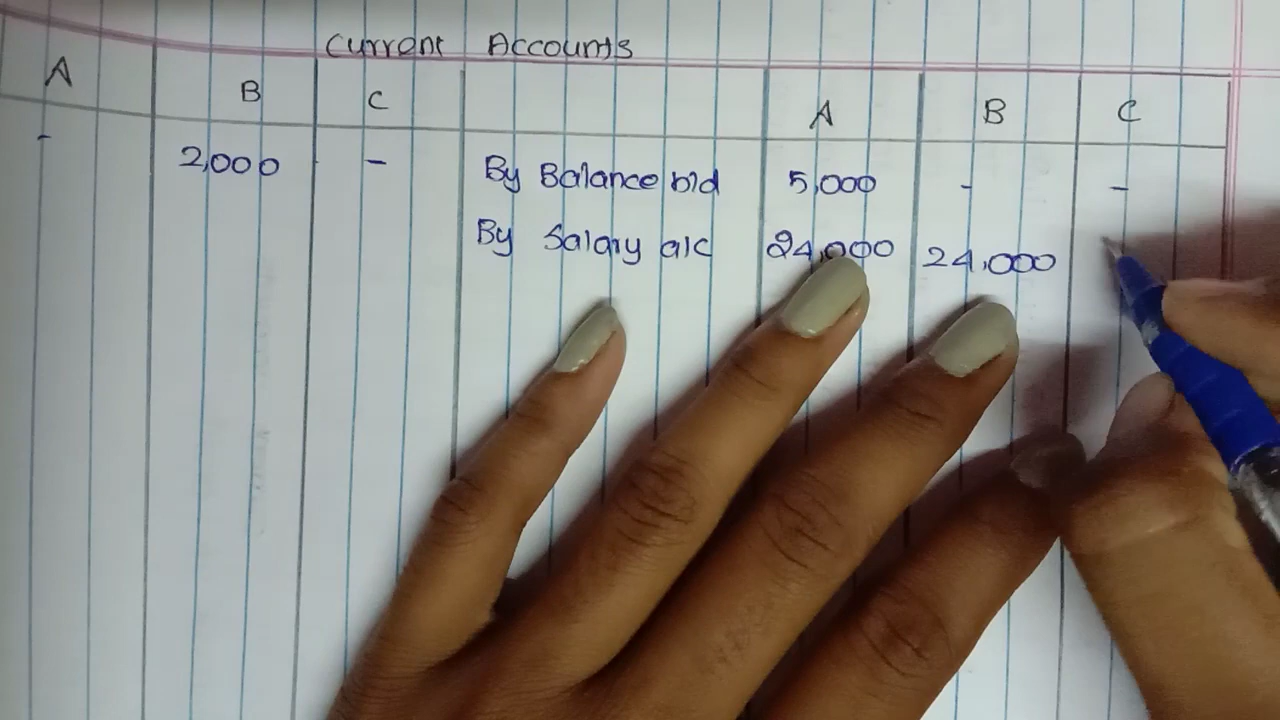 Current Accounts
A B C A B C
- 2,000 - By Balance b/d 5,000 - -
By Salary a/c 24,000 24,000